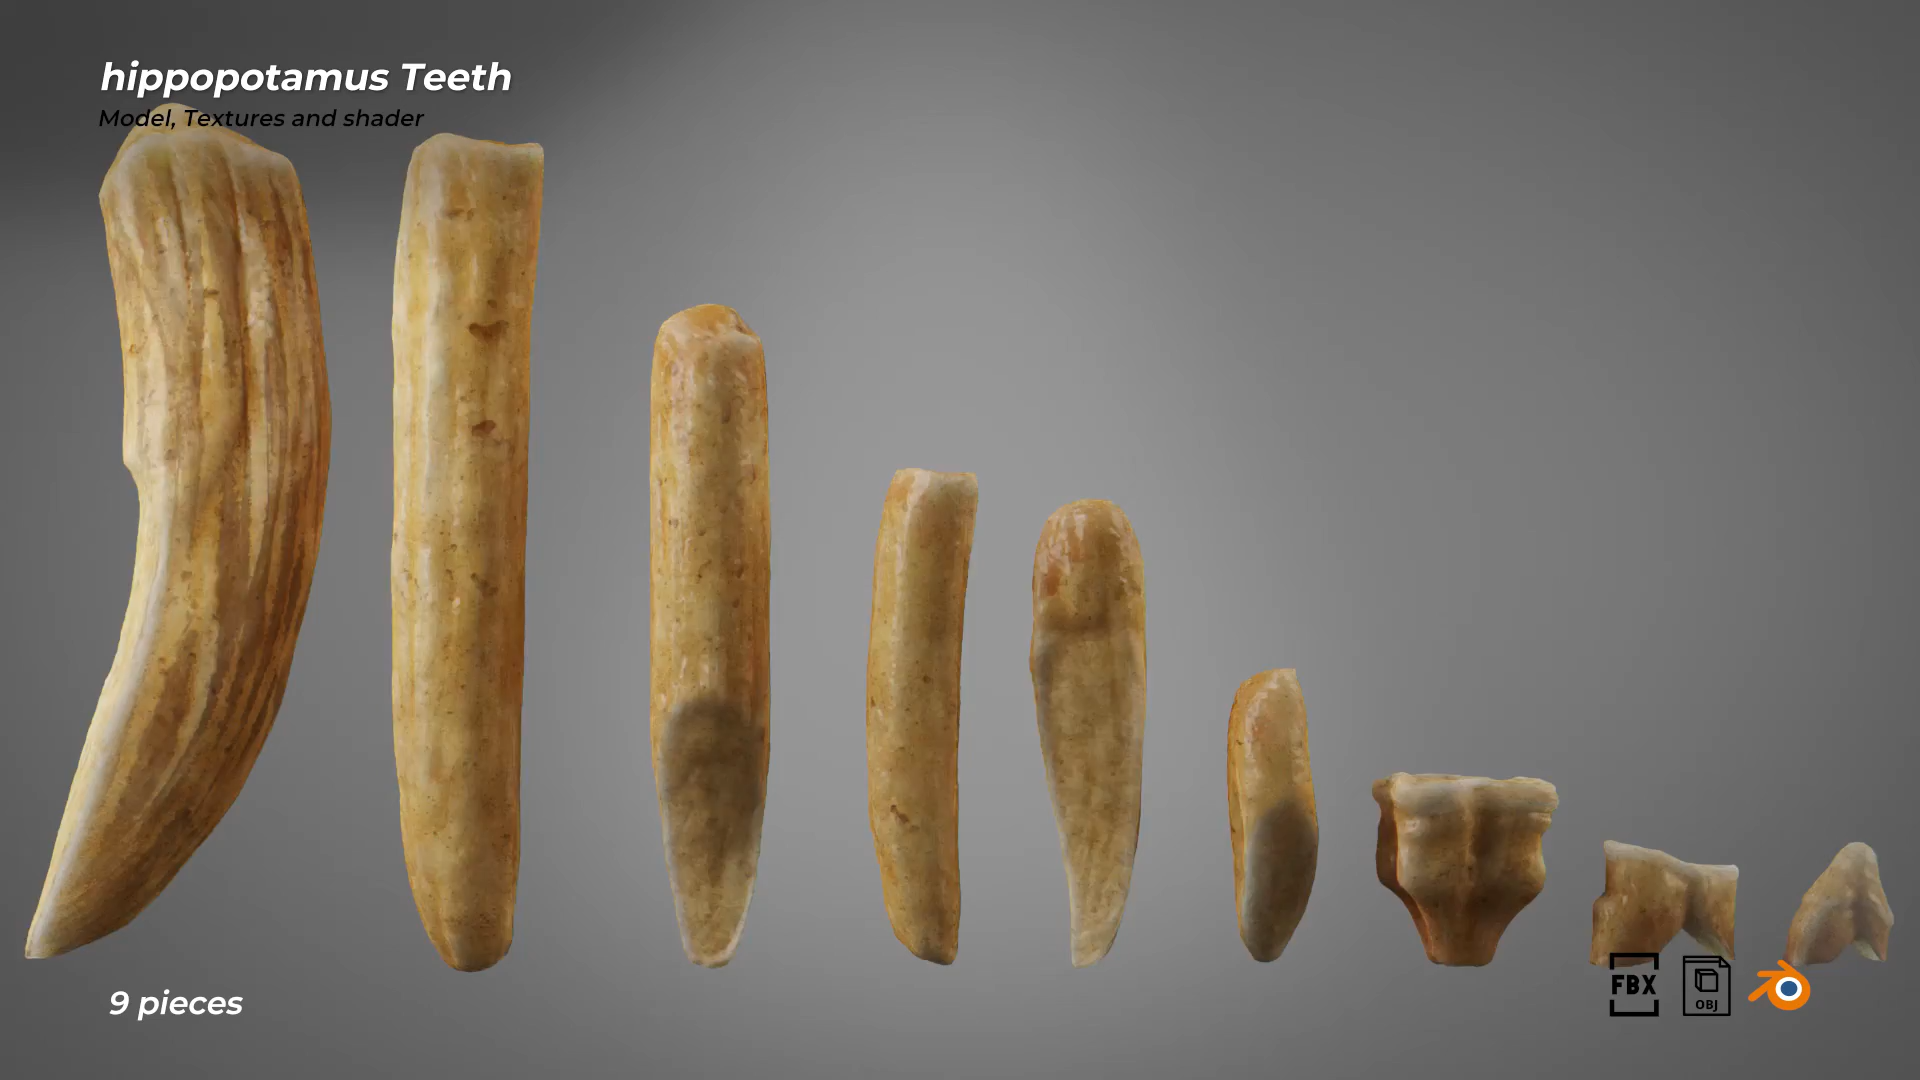 hippopotamus Teeth
Model, Textures and shader
9 pieces
FBX
OBJ